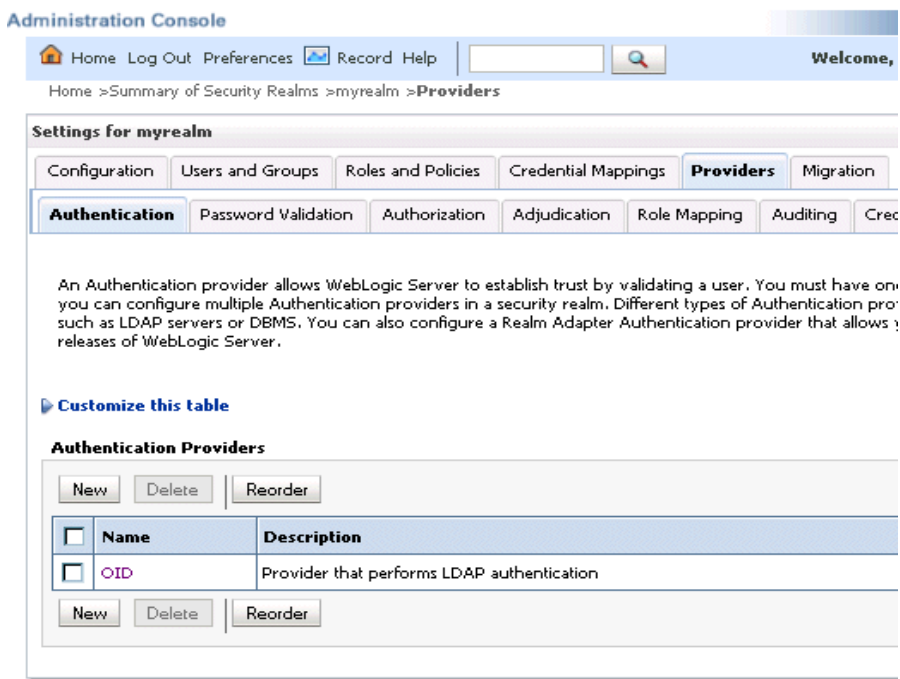 Administration Console
Home Log Out Preferences Record Help
Welcome,
Home >Summary of Security Realms >myrealm >Providers
Settings for myrealm
Configuration Users and Groups Roles and Policies Credential Mappings Providers Migration
Authentication Password Validation Authorization Adjudication Role Mapping Auditing
An Authentication provider allows WebLogic Server to establish trust by validating a user. You must have
you can configure multiple Authentication providers in a security realm. Different types of Authentication
such as LDAP servers or DBMS. You can also configure a Realm Adapter Authentication provider that allows
releases of WebLogic Server.
Customize this table
Authentication Providers
New Delete Reorder
Name Description
OID Provider that performs LDAP authentication
New Delete Reorder